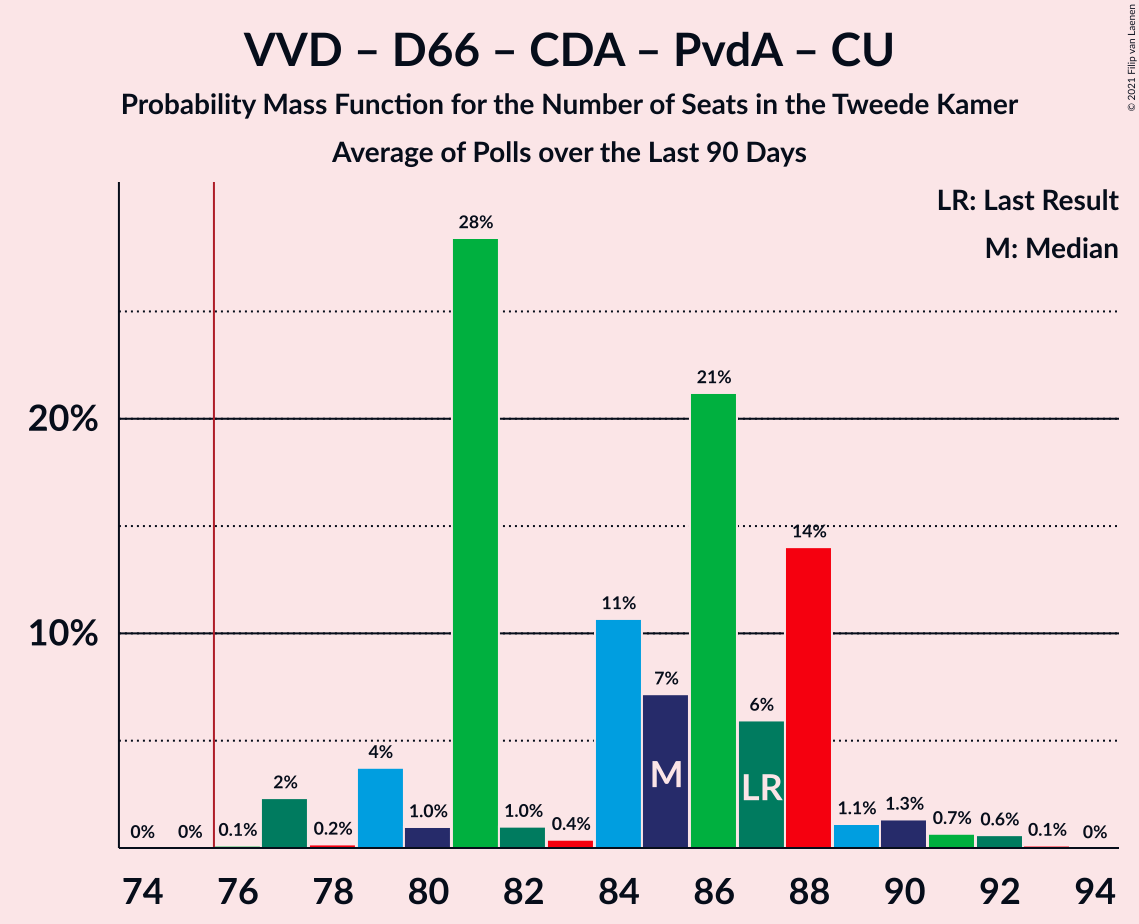 VVD – D66 – CDA – PvdA – CU
Probability Mass Function for the Number of Seats in the Tweede Kamer
Average of Polls over the Last 90 Days
© 2021 Filip van Laenen
LR: Last Result
M: Median
20%
10%
0%
0%
0.1%
2%
0.2%
4%
1.0%
28%
1.0%
0.4%
11%
7%
21%
6%
14%
1.1%
1.3%
0.7%
0.6%
0.1%
0%
M
LR
74 76 78 80 82 84 86 88 90 92 94